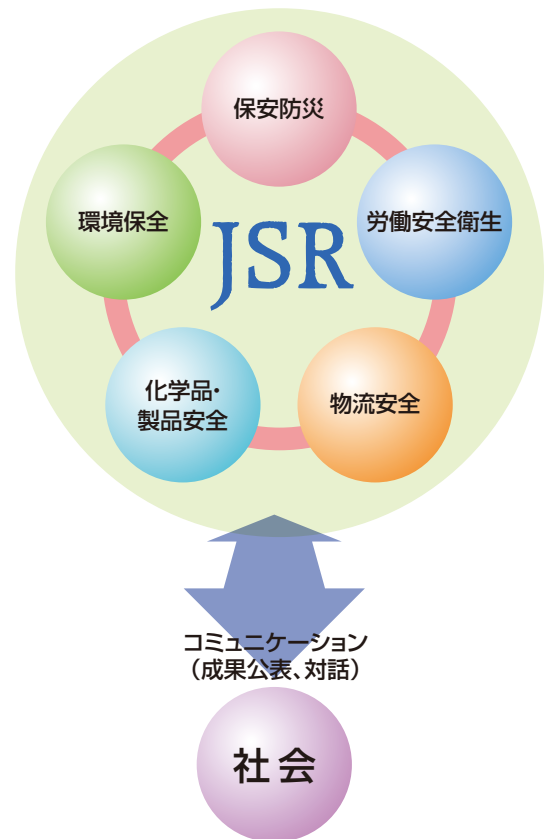 保安防災
環境保全
JSR
労働安全衛生
化学品・
製品安全
物流安全
コミュニケーション
（成果公表、対話）
社会